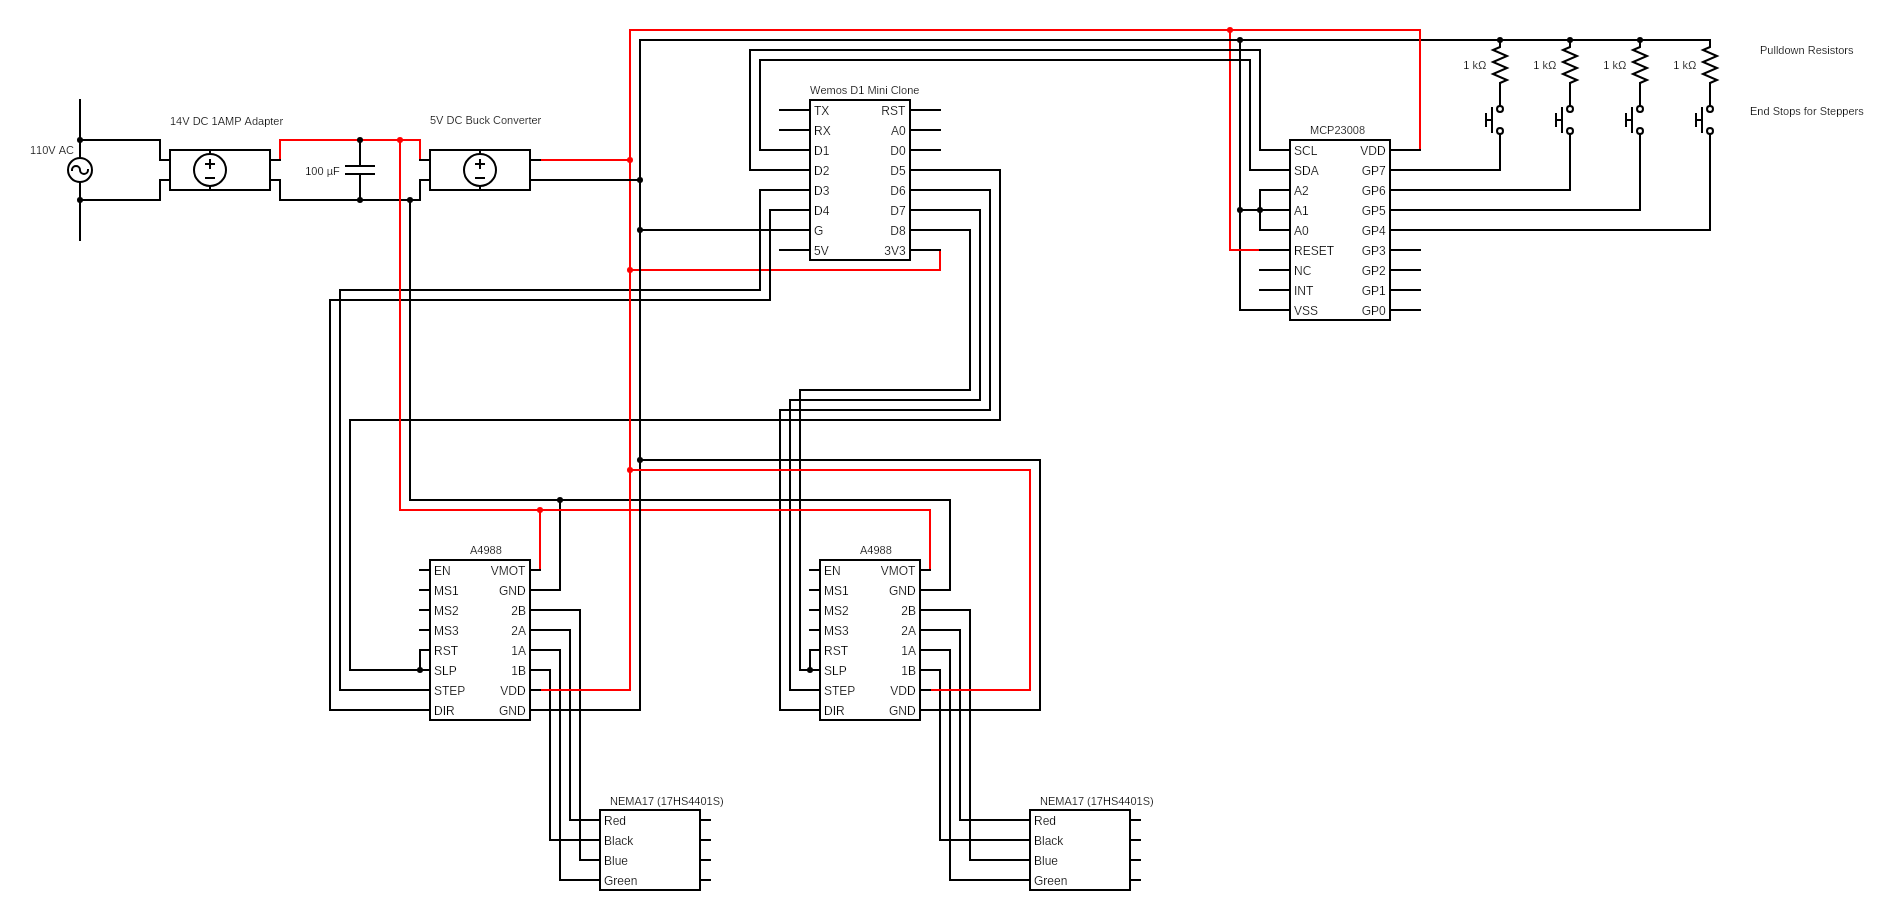 Pulldown Resistors
1 kΩ
1 kΩ
1 kΩ
1 kΩ
End Stops for Steppers
110V AC
14V DC 1AMP Adapter
100 µF
5V DC Buck Converter
Wemos D1 Mini Clone
TX RST
RX A0
D1 D0
D2 D5
D3 D6
D4 D7
G D8
5V 3V3
MCP23008
SCL VDD
SDA GP7
A2 GP6
A1 GP5
A0 GP4
RESET GP3
NC GP2
INT GP1
VSS GP0
A4988
EN VMOT
MS1 GND
MS2 2B
MS3 2A
RST 1A
SLP 1B
STEP VDD
DIR GND
A4988
EN VMOT
MS1 GND
MS2 2B
MS3 2A
RST 1A
SLP 1B
STEP VDD
DIR GND
NEMA17 (17HS4401S)
Red
Black
Blue
Green
NEMA17 (17HS4401S)
Red
Black
Blue
Green